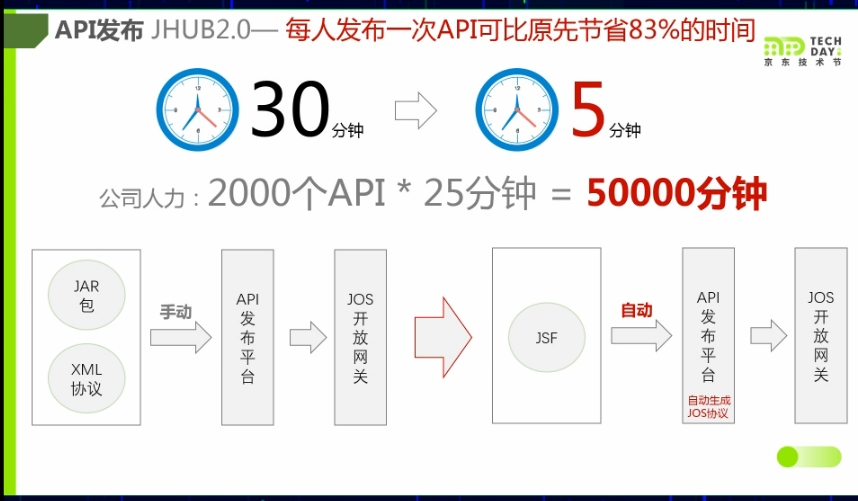 API发布 JHUB2.0— 每人发布一次API可比原先节省83%的时间
TECH
DAY
京东技术节
30分钟
5分钟
公司人力：2000个API * 25分钟 = 50000分钟
JAR
包
XML
协议
手动
API
发
布
平
台
JOS
开
放
网
关
JSF
自动
API
发
布
平
台
自动生成
JOS协议
JOS
开
放
网
关